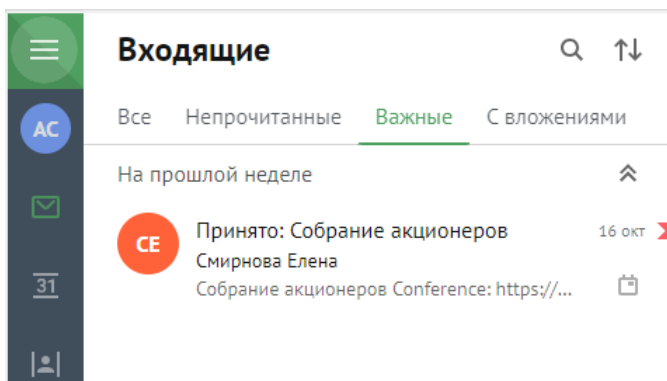 Входящие
АС
Все Непрочитанные Важные С вложениями
На прошлой неделе
СЕ
Принято: Собрание акционеров 16 окт
Смирнова Елена
Собрание акционеров Conference: https://...
31